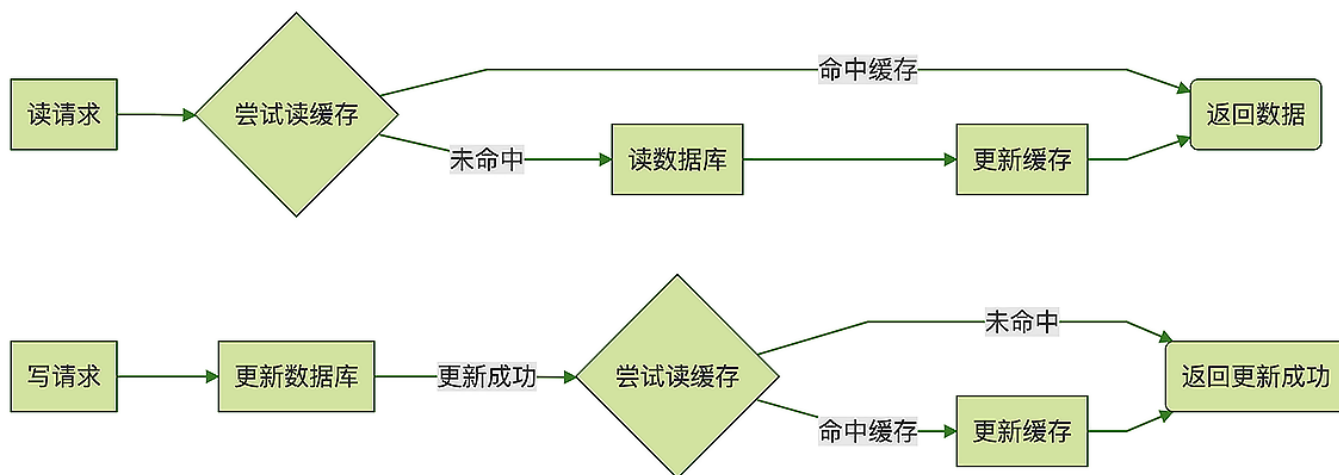 读请求
尝试读缓存
命中缓存
未命中
读数据库
更新缓存
返回数据
写请求
更新数据库
更新成功
尝试读缓存
未命中
命中缓存
更新缓存
返回更新成功